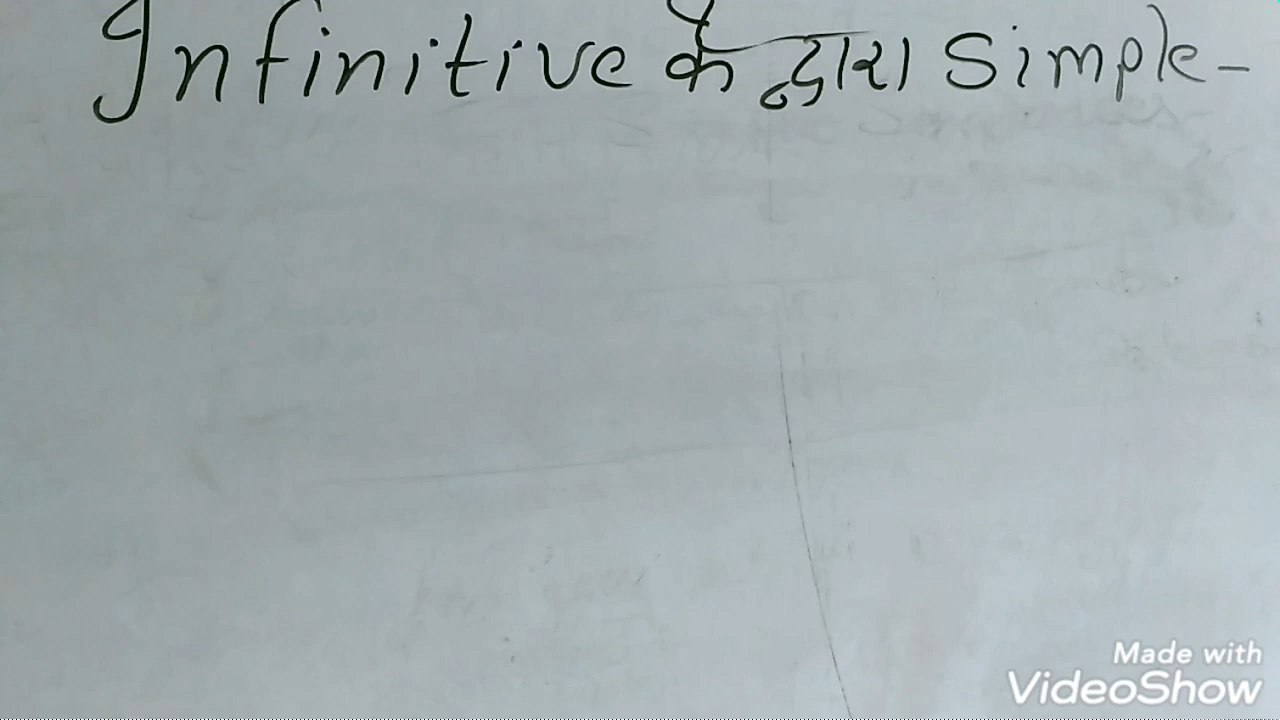 Infinitive के द्वारा Simple-
Made with
VideoShow